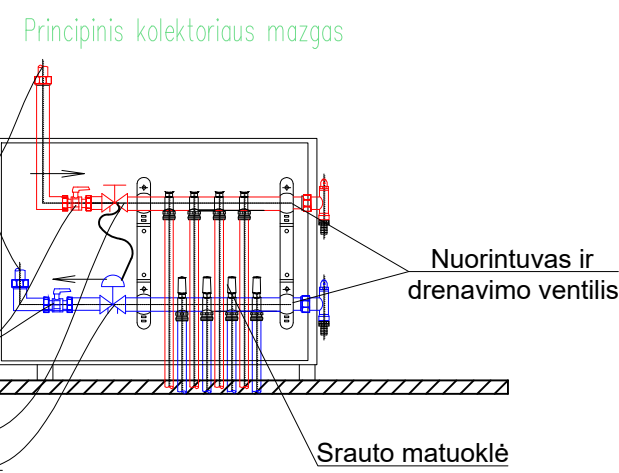 Principinis kolektoriaus mazgas
Nuorintuvas ir
drenavimo ventilis
Srauto matuoklė